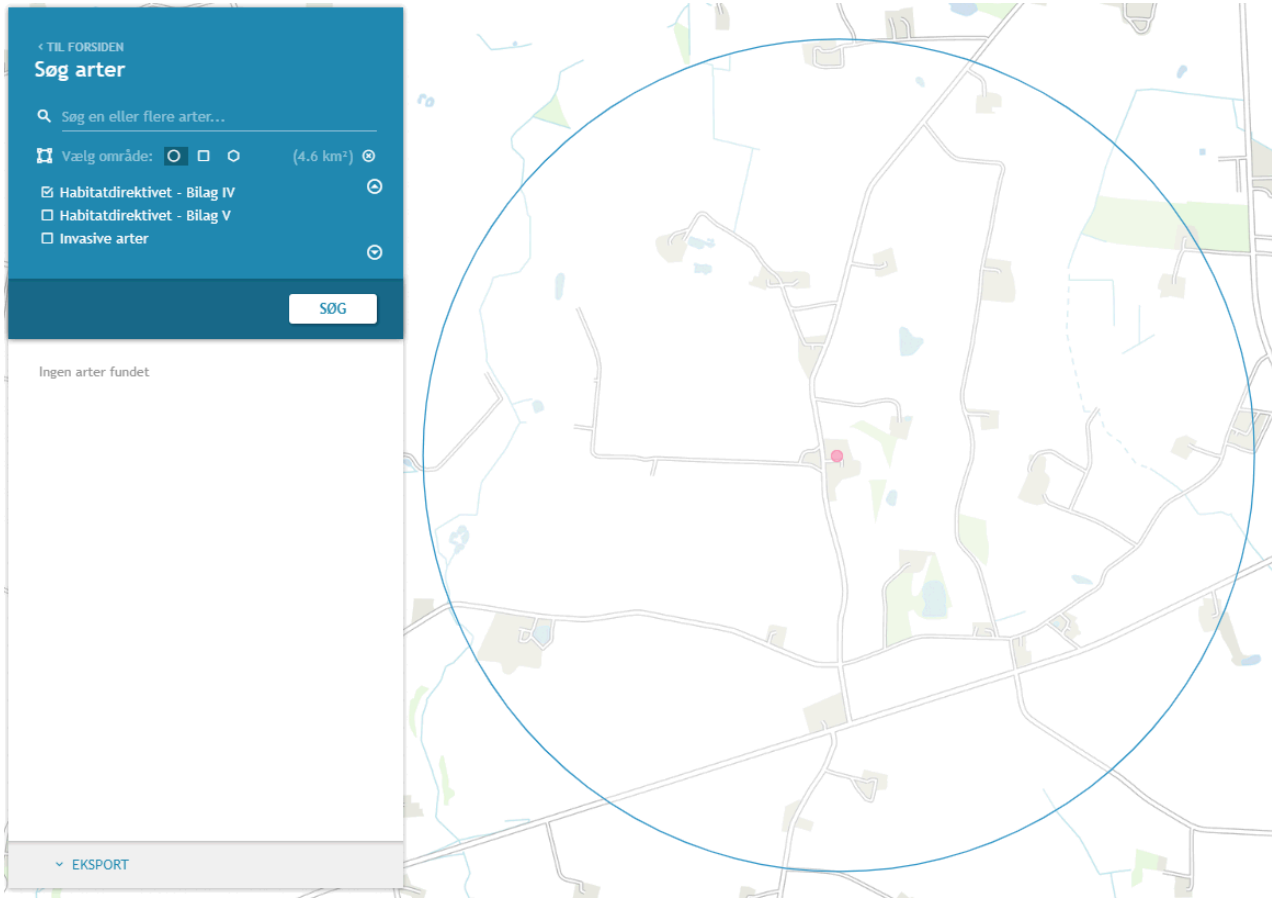 ‹ TIL FORSIDEN
Søg arter
Søg en eller flere arter...
Vælg område: (4.6 km²)
Habitatdirektivet - Bilag IV
Habitatdirektivet - Bilag V
Invasive arter
SØG
Ingen arter fundet
EKSPORT